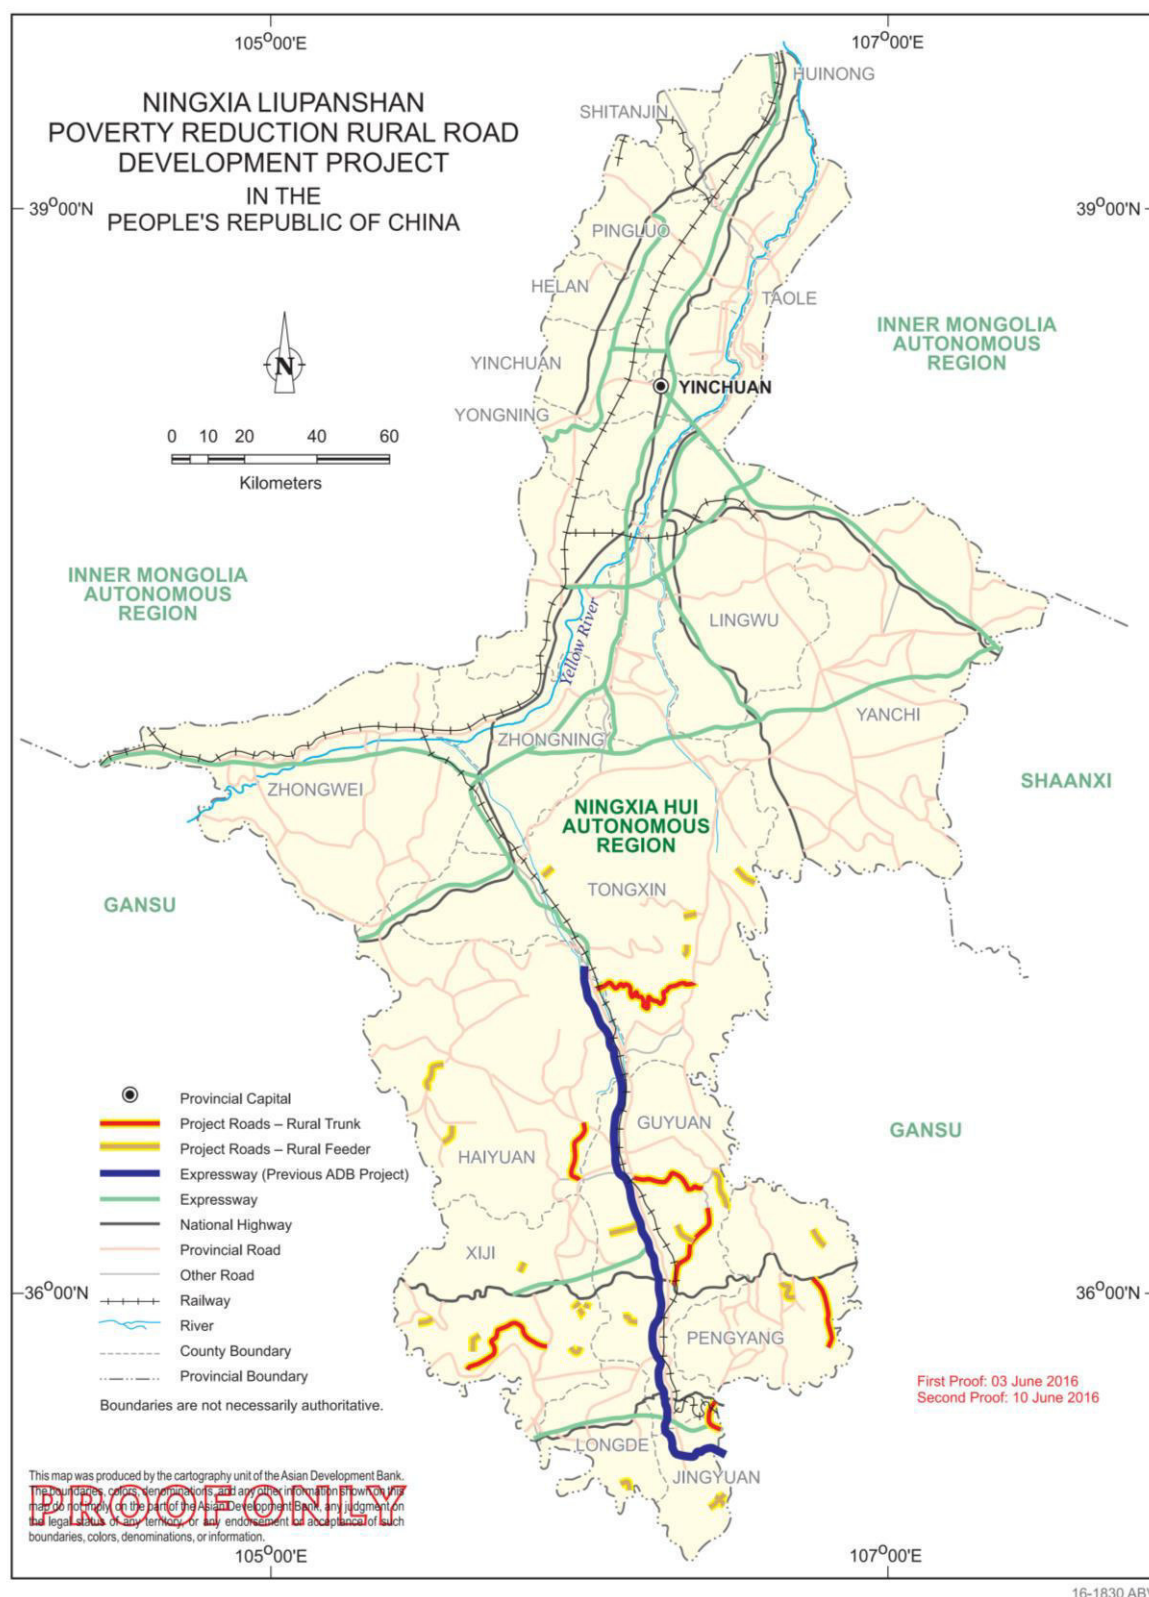 105°00'E
107°00'E
NINGXIA LIUPANSHAN
POVERTY REDUCTION RURAL ROAD
DEVELOPMENT PROJECT
IN THE
PEOPLE'S REPUBLIC OF CHINA
HUINONG
SHITANJIN
39°00'N
39°00'N
PINGLUO
HELAN
TAOLE
INNER MONGOLIA
AUTONOMOUS
REGION
N
YINCHUAN
YINCHUAN
YONGNING
0 10 20 40 60
Kilometers
INNER MONGOLIA
AUTONOMOUS
REGION
LINGWU
Yellow River
YANCHI
ZHONGNING
ZHONGWEI
SHAANXI
NINGXIA HUI
AUTONOMOUS
REGION
TONGXIN
GANSU
Provincial Capital
Project Roads – Rural Trunk
Project Roads – Rural Feeder
Expressway (Previous ADB Project)
Expressway
National Highway
Provincial Road
Other Road
Railway
River
County Boundary
Provincial Boundary
Boundaries are not necessarily authoritative.
GUYUAN
GANSU
HAIYUAN
XIJI
36°00'N
36°00'N
PENGYANG
First Proof: 03 June 2016
Second Proof: 10 June 2016
LONGDE
JINGYUAN
This map was produced by the cartography unit of the Asian Development Bank.
The boundaries, colors, denominations, and any other information shown on this
map do not imply, on the part of the Asian Development Bank, any judgment on
the legal status of any territory, or any endorsement or acceptance of such
boundaries, colors, denominations, or information.
PROOF ONLY
105°00'E
107°00'E
16-1830 ABV